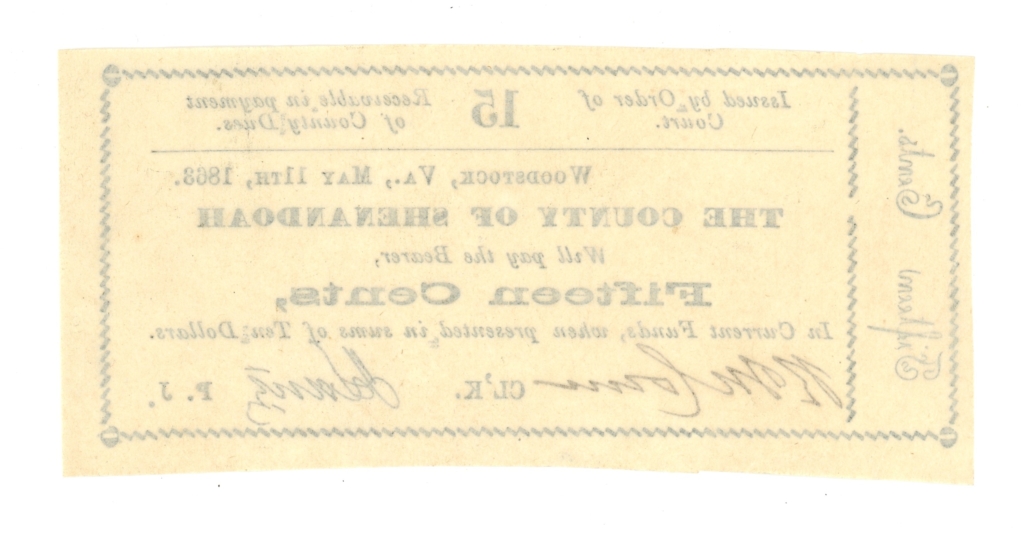 Issued by Order of Court.
15
Receivable in payment of County Dues.
WOODSTOCK, VA., MAY 11TH, 1863.
THE COUNTY OF SHENANDOAH
Will pay the Bearer,
Fifteen Cents,
In Current Funds, when presented in sums of Ten Dollars.
CL'K.
P. J.
Fifteen Cents.